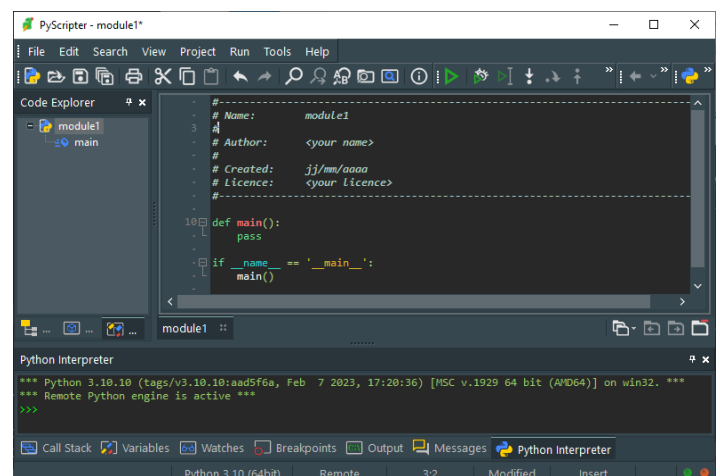 PyScripter - module1*
File Edit Search View Project Run Tools Help
Code Explorer
module1
main
#--------------------------------------------------------------------------------
# Name: module1
3 #
# Author: <your name>
#
# Created: jj/mm/aaaa
# Licence: <your licence>
#--------------------------------------------------------------------------------
10 def main():
pass
if __name__ == '__main__':
main()
... ... ...
module1
Python Interpreter
*** Python 3.10.10 (tags/v3.10.10:aad5f6a, Feb 7 2023, 17:20:36) [MSC v.1929 64 bit (AMD64)] on win32. ***
*** Remote Python engine is active ***
>>>
Call Stack Variables Watches Breakpoints Output Messages Python Interpreter
Python 3.10 (64bit) Remote 3:2 Modified Insert